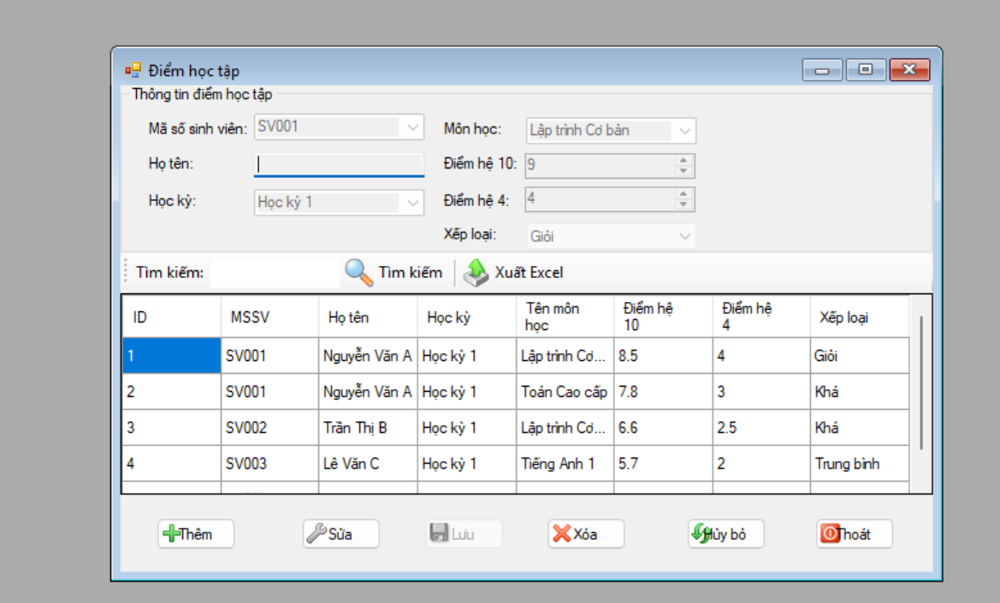 Điểm học tập
Thông tin điểm học tập
Mã số sinh viên: SV001 Môn học: Lập trình Cơ bản
Họ tên: Điểm hệ 10: 9
Học kỳ: Học kỳ 1 Điểm hệ 4: 4
Xếp loại: Giỏi
Tìm kiếm: Tìm kiếm Xuất Excel
ID MSSV Họ tên Học kỳ Tên môn học Điểm hệ 10 Điểm hệ 4 Xếp loại
1 SV001 Nguyễn Văn A Học kỳ 1 Lập trình Cơ... 8.5 4 Giỏi
2 SV001 Nguyễn Văn A Học kỳ 1 Toán Cao cấp 7.8 3 Khá
3 SV002 Trần Thị B Học kỳ 1 Lập trình Cơ... 6.6 2.5 Khá
4 SV003 Lê Văn C Học kỳ 1 Tiếng Anh 1 5.7 2 Trung bình
Thêm Sửa Lưu Xóa Hủy bỏ Thoát